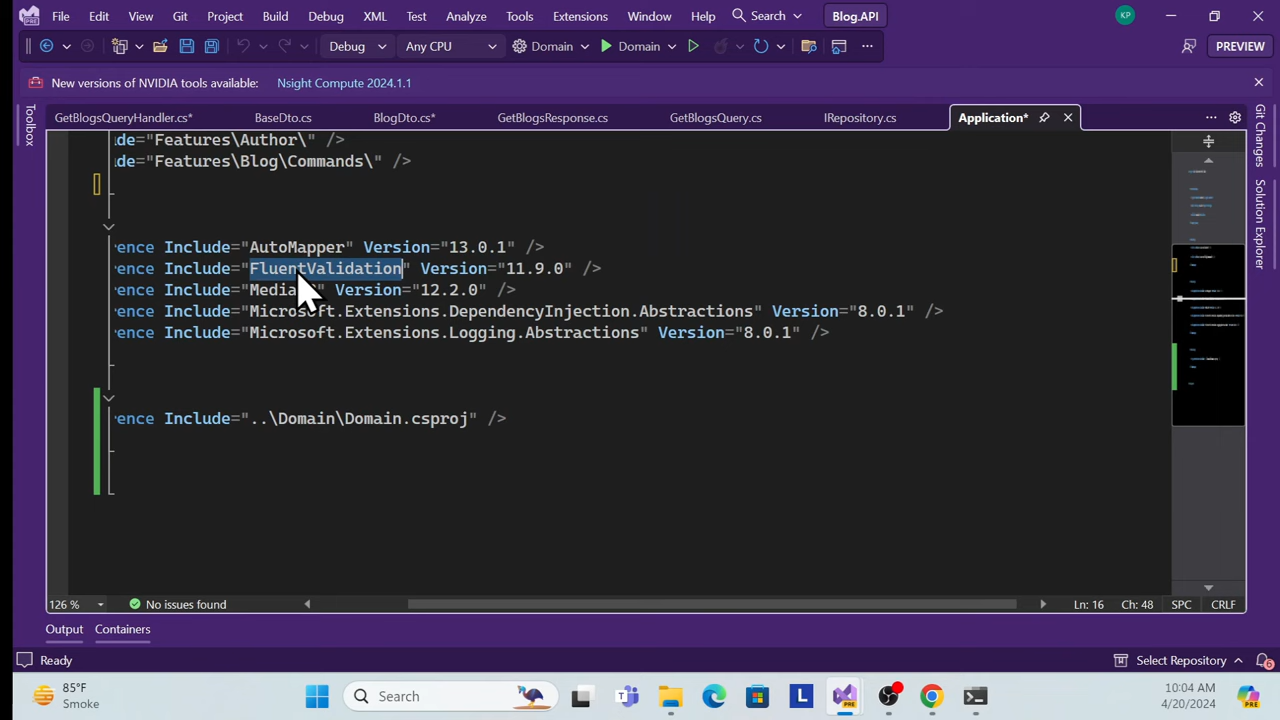 File Edit View Git Project Build Debug XML Test Analyze Tools Extensions Window Help Search Blog.API KP
Debug Any CPU Domain Domain PREVIEW
New versions of NVIDIA tools available: Nsight Compute 2024.1.1
Toolbox
GetBlogsQueryHandler.cs* BaseDto.cs BlogDto.cs* GetBlogsResponse.cs GetBlogsQuery.cs IRepository.cs Application*
Git Changes
Solution Explorer
de="Features\Author\" />
de="Features\Blog\Commands\" />
ence Include="AutoMapper" Version="13.0.1" />
ence Include="FluentValidation" Version="11.9.0" />
ence Include="Media " Version="12.2.0" />
ence Include="Microsoft.Extensions.DependencyInjection.Abstractions" Version="8.0.1" />
ence Include="Microsoft.Extensions.Logging.Abstractions" Version="8.0.1" />
ence Include="..\Domain\Domain.csproj" />
126 % No issues found Ln: 16 Ch: 48 SPC CRLF
Output Containers
Ready Select Repository 6
85°F
Smoke
Search
L
PRE
10:04 AM
4/20/2024
PRE